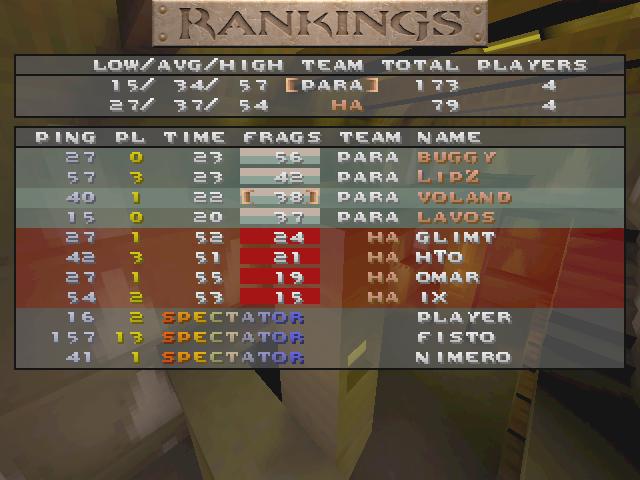 RANKINGS
LOW/AVG/HIGH TEAM TOTAL PLAYERS
15/ 34/ 57 [PARA] 173 4
27/ 37/ 54 HA 79 4
PING PL TIME FRAGS TEAM NAME
27 0 23 56 PARA BUGGY
57 3 23 42 PARA LIPZ
40 1 22 [38] PARA VOLAND
15 0 20 37 PARA LAVOS
27 1 52 24 HA GLIMT
42 3 51 21 HA HTO
27 1 55 19 HA OMAR
54 2 53 15 HA IX
16 2 SPECTATOR PLAYER
157 13 SPECTATOR FISTO
41 1 SPECTATOR NIMERO